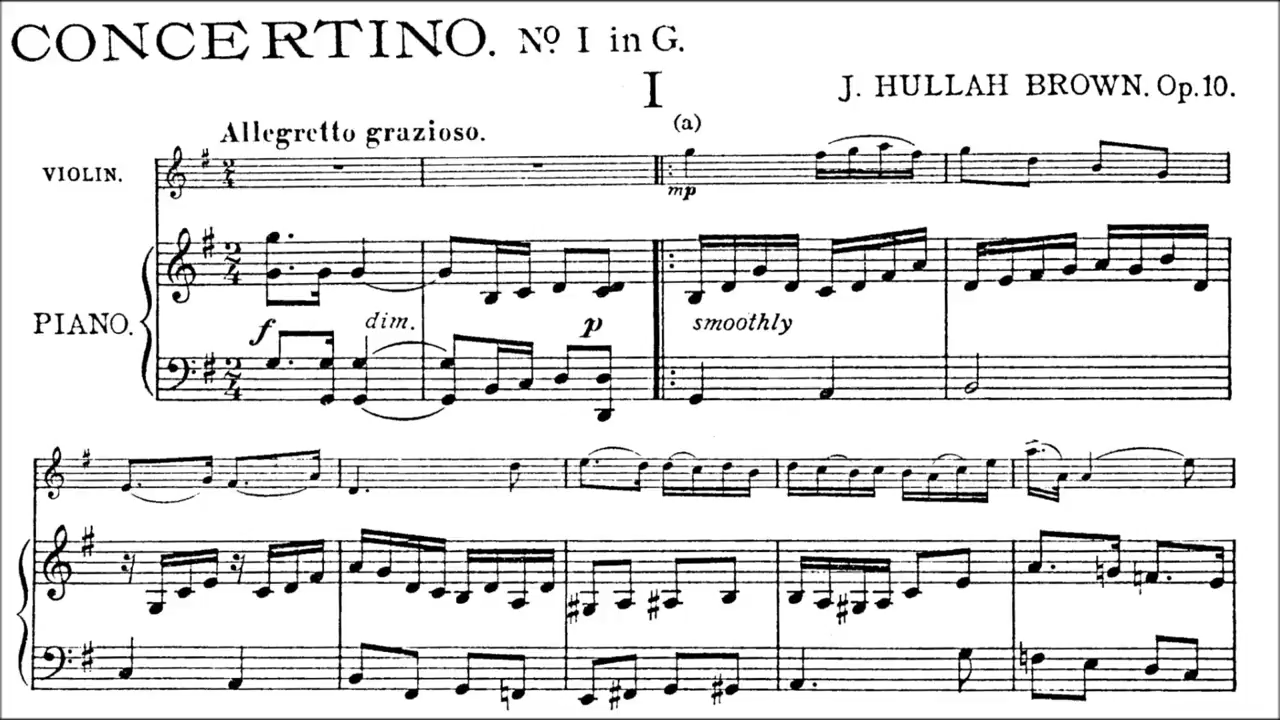 CONCERTINO. Nº I in G.
I
J. HULLAH BROWN. Op. 10.
Allegretto grazioso.
(a)
VIOLIN.
mp
PIANO.
f dim. p smoothly